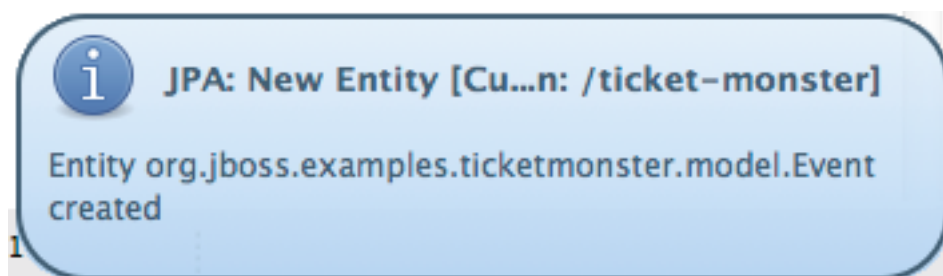 JPA: New Entity [Cu...n: /ticket-monster]
Entity org.jboss.examples.ticketmonster.model.Event
created
1